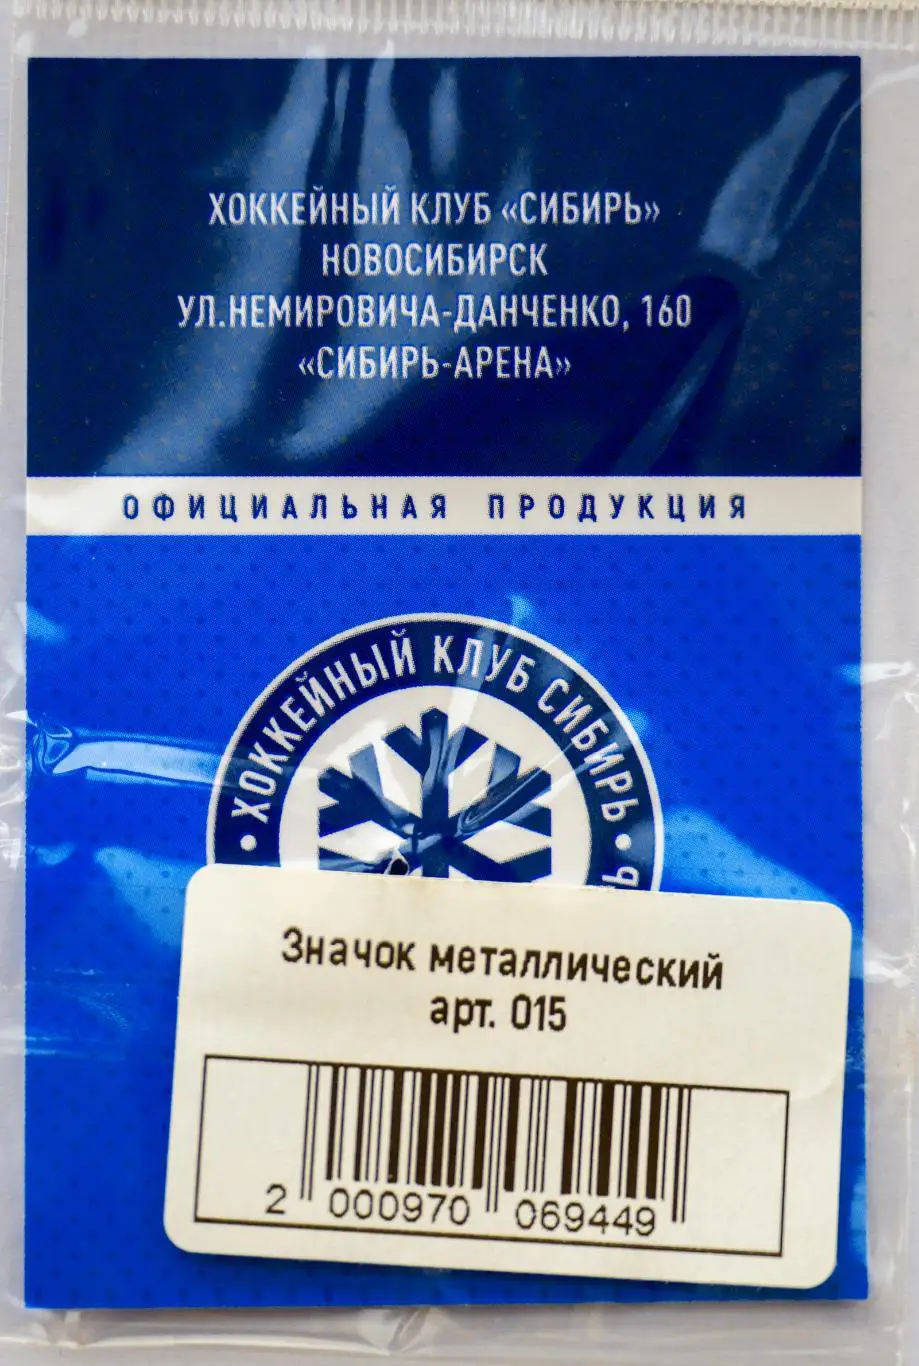 ХОККЕЙНЫЙ КЛУБ «СИБИРЬ»
НОВОСИБИРСК
УЛ.НЕМИРОВИЧА-ДАНЧЕНКО, 160
«СИБИРЬ-АРЕНА»
ОФИЦИАЛЬНАЯ ПРОДУКЦИЯ
• ХОККЕЙНЫЙ КЛУБ СИБИРЬ •
Значок металлический
арт. 015
2 000970 069449